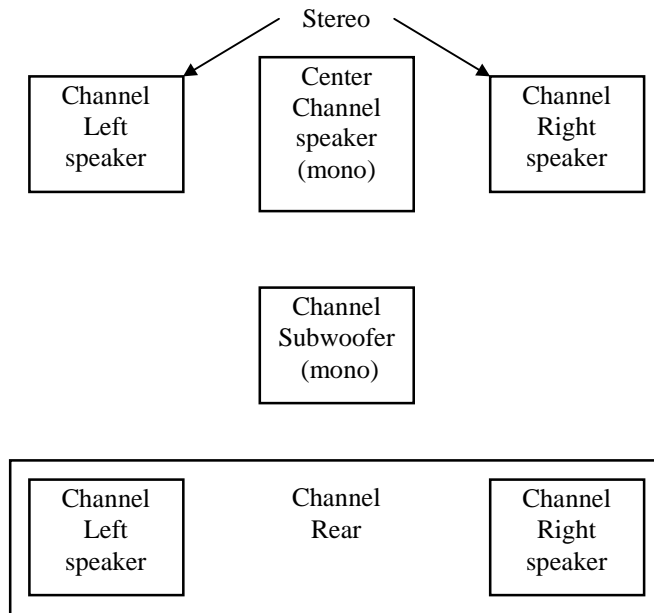 Stereo
Channel
Left
speaker
Center
Channel
speaker
(mono)
Channel
Right
speaker
Channel
Subwoofer
(mono)
Channel
Left
speaker
Channel
Rear
Channel
Right
speaker